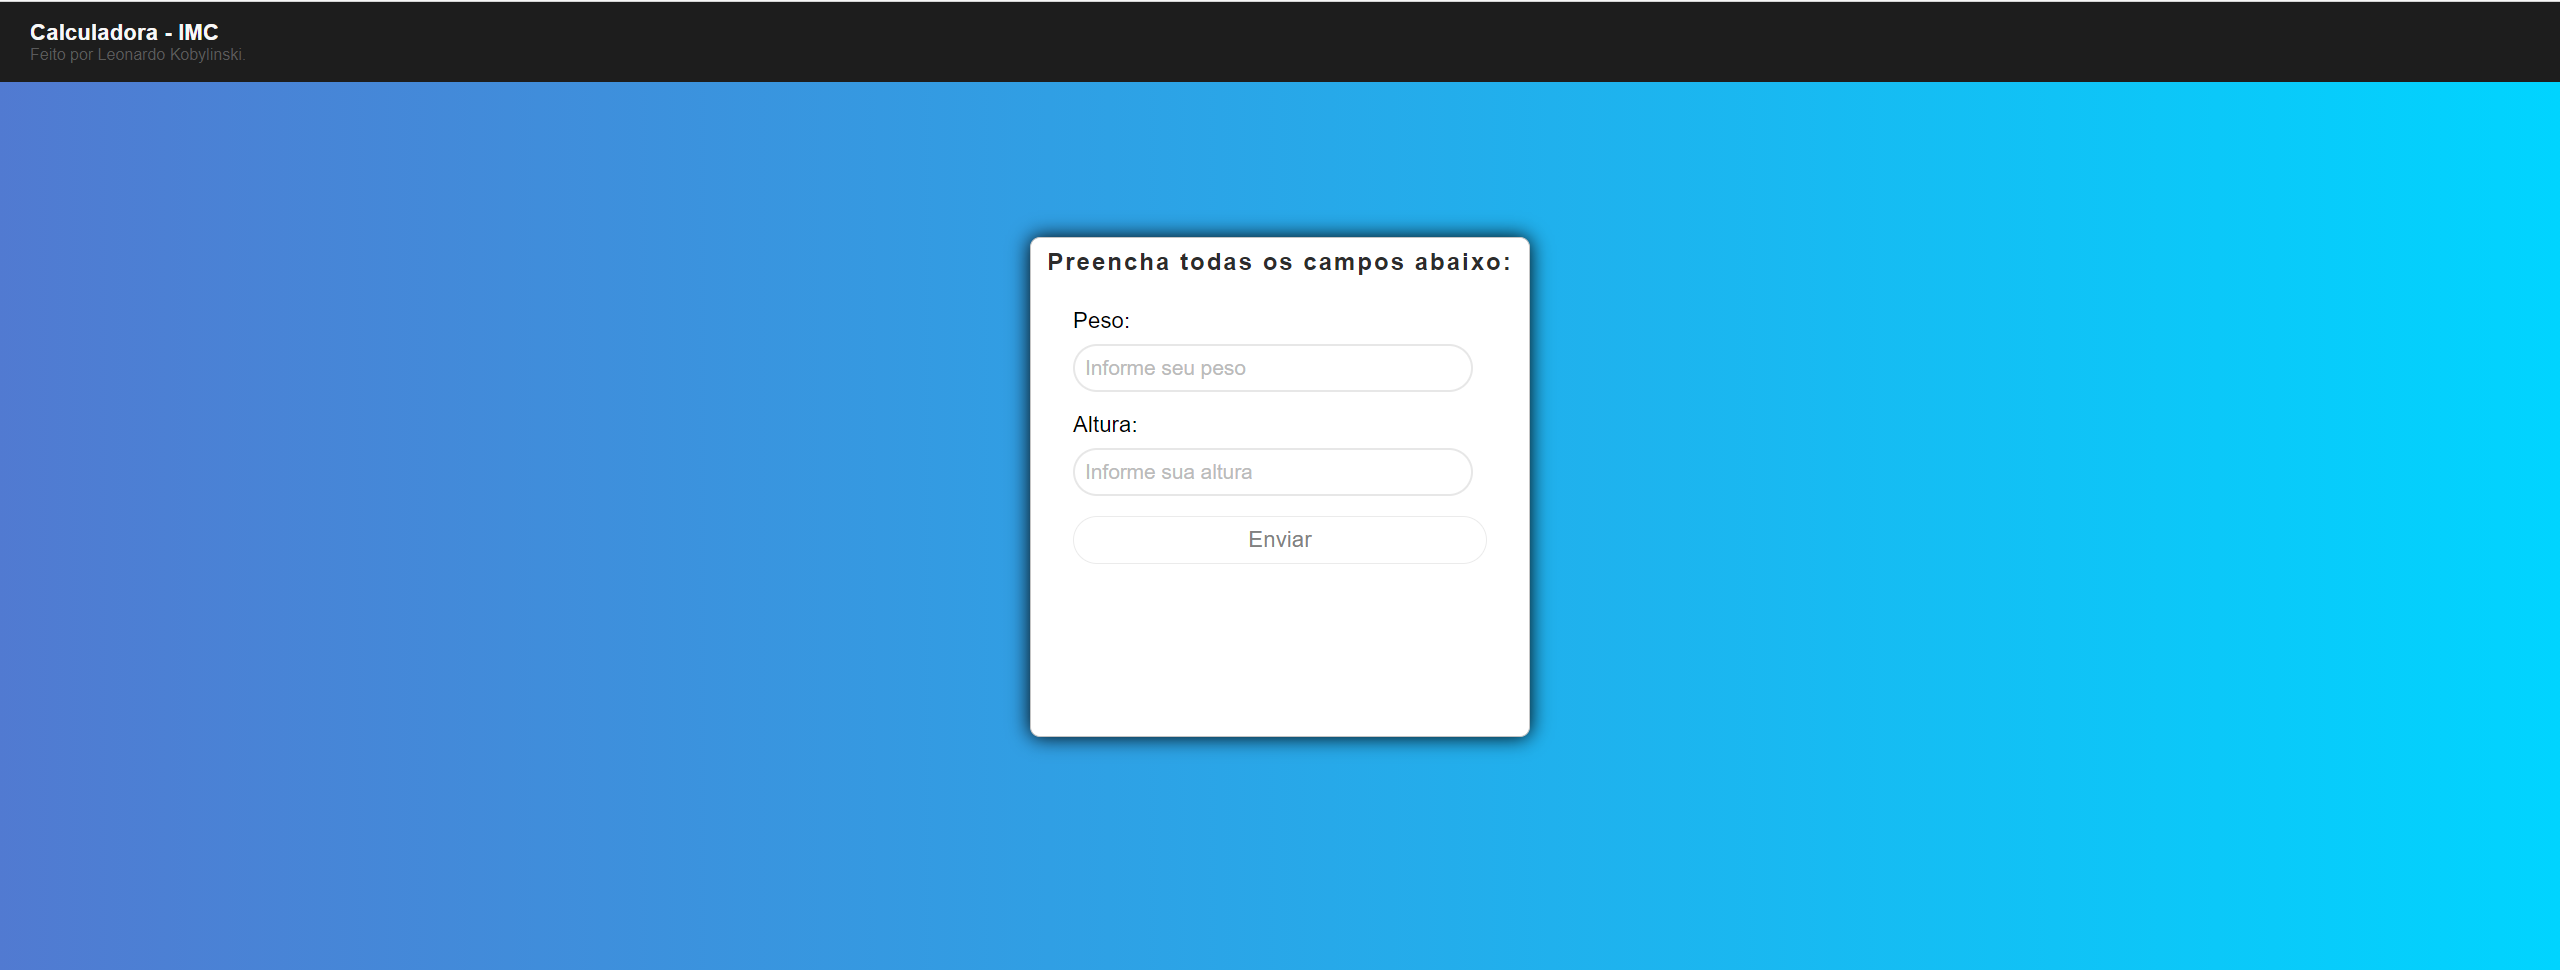 Calculadora - IMC
Feito por Leonardo Kobylinski.
Preencha todas os campos abaixo:
Peso:
Informe seu peso
Altura:
Informe sua altura
Enviar